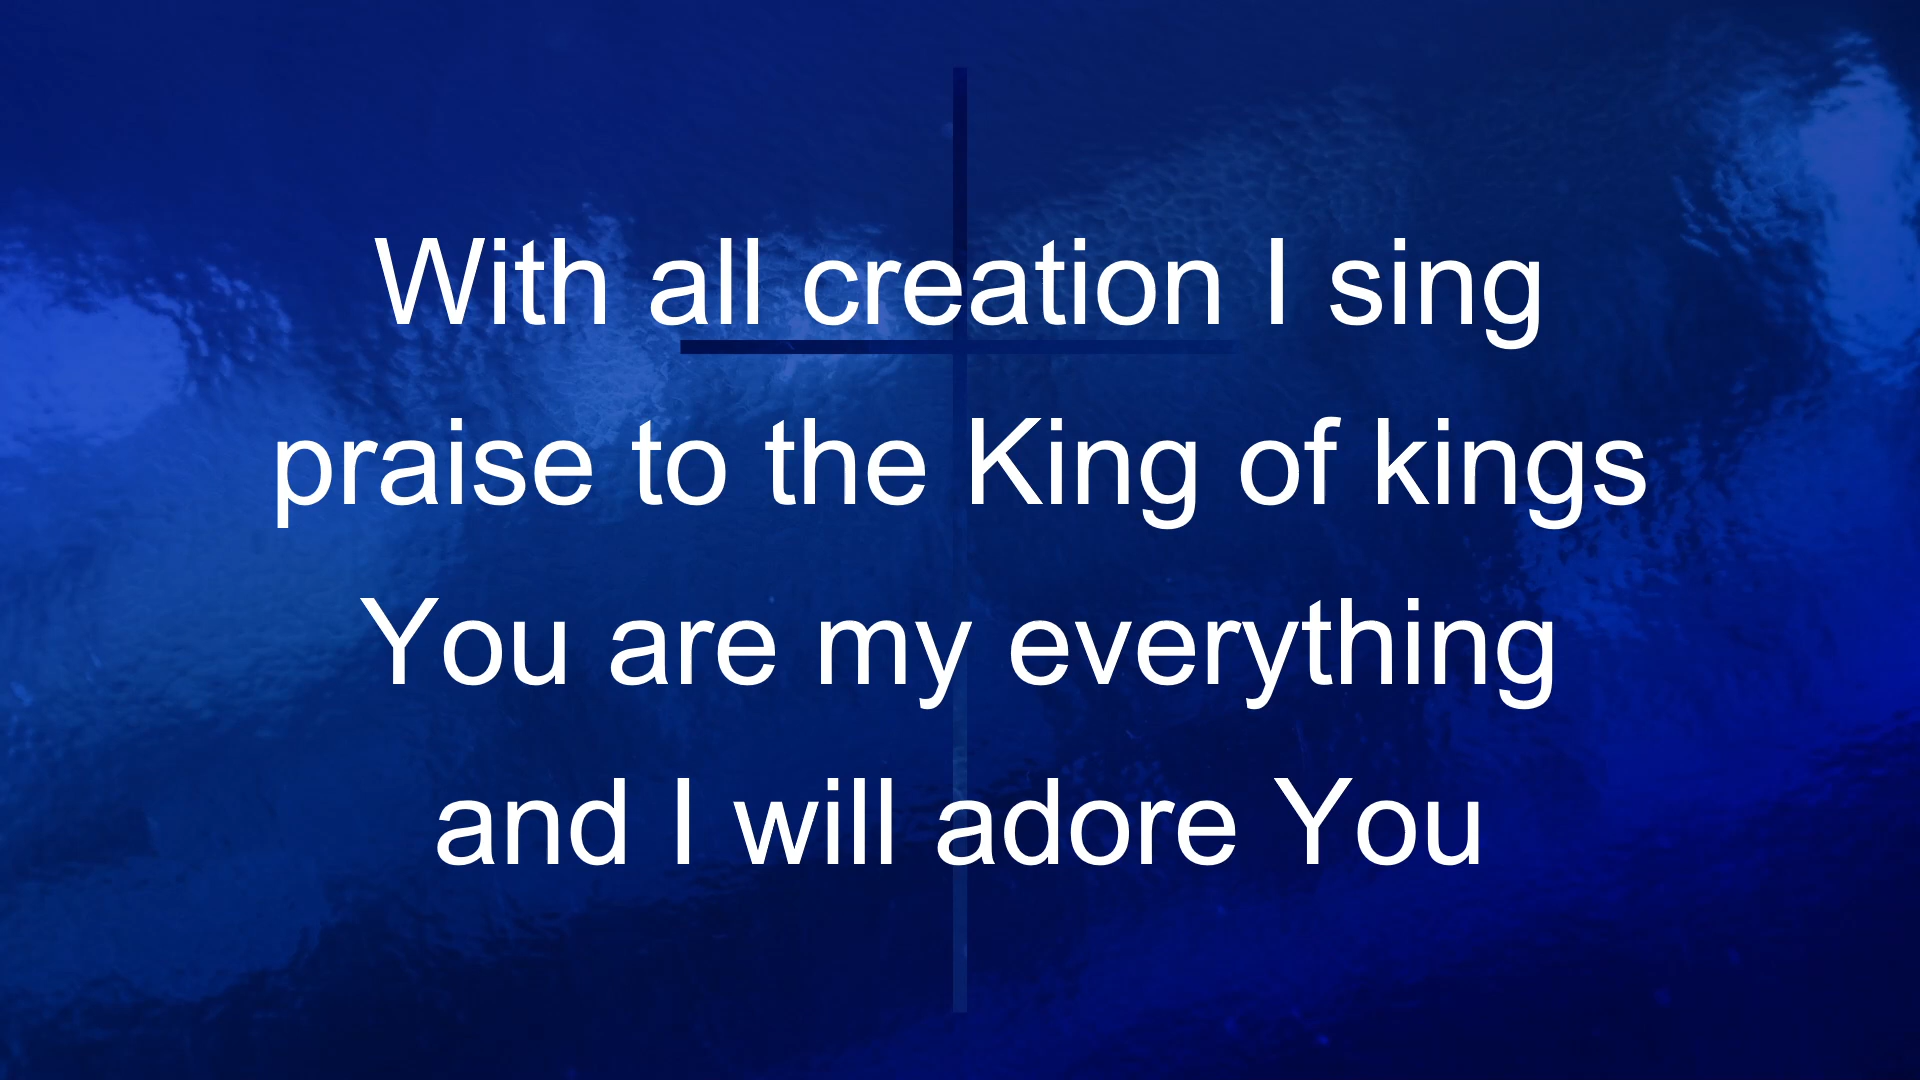 With all creation I sing
praise to the King of kings
You are my everything
and I will adore You